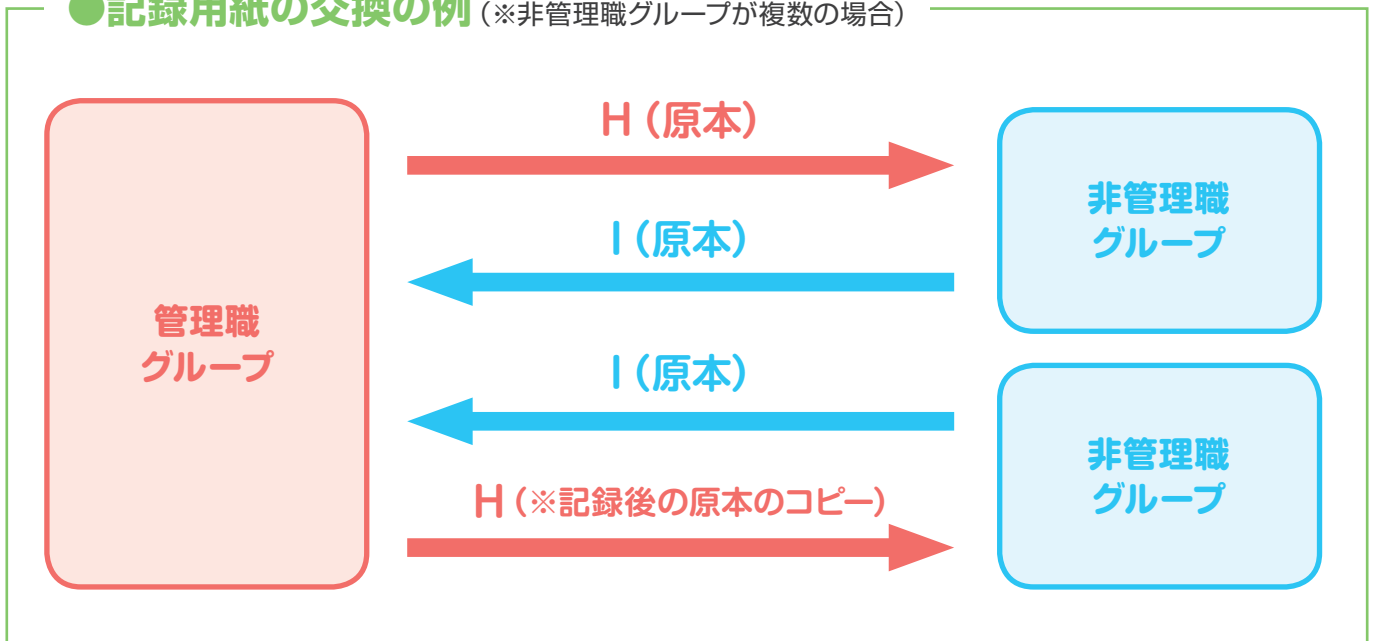 ●記録用紙の交換の例(※非管理職グループが複数の場合)
H(原本)
I(原本)
I(原本)
H(※記録後の原本のコピー)
管理職
グループ
非管理職
グループ
非管理職
グループ